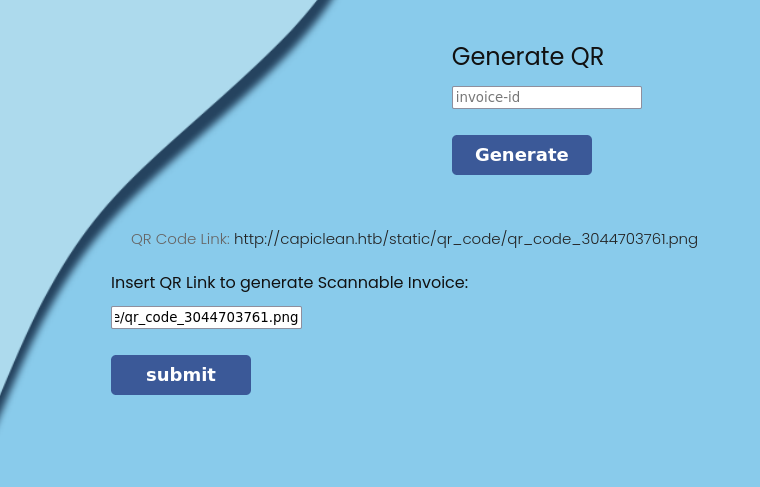 Generate QR
invoice-id
Generate
QR Code Link: http://capiclean.htb/static/qr_code/qr_code_3044703761.png
Insert QR Link to generate Scannable Invoice:
e/qr_code_3044703761.png
submit